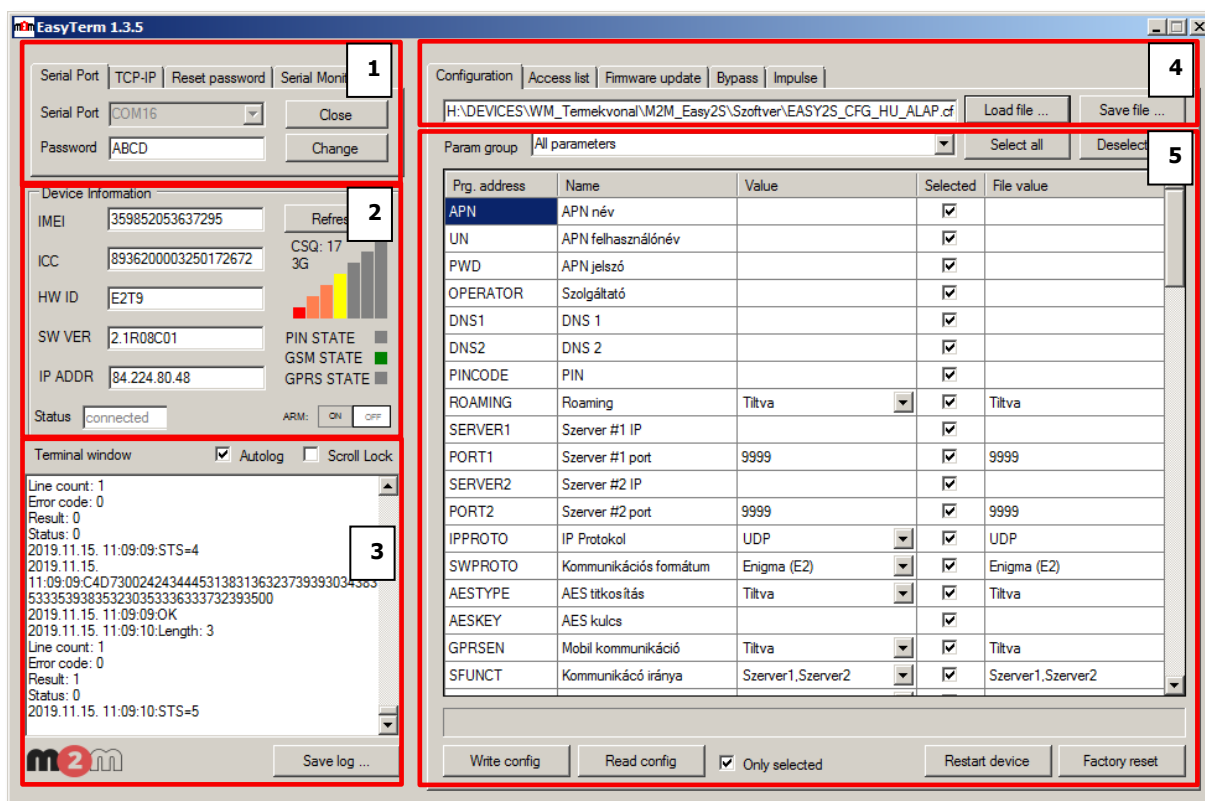 EasyTerm 1.3.5
Serial Port TCP-IP Reset password Serial Monit
1
Serial Port COM16 Close
Password ABCD Change
Device Information
2
IMEI 359852053637295 Refres
CSQ: 17
3G
ICC 8936200003250172672
HW ID E2T9
SW VER 2.1R08C01
PIN STATE
GSM STATE
IP ADDR 84.224.80.48 GPRS STATE
Status connected ARM: ON OFF
Terminal window Autolog Scroll Lock
3
Line count: 1
Error code: 0
Result: 0
Status: 0
2019.11.15. 11:09:09:STS=4
2019.11.15.
2019.11.15. 11:09:09:OK
2019.11.15. 11:09:10:Length: 3
Line count: 1
Error code: 0
Result: 1
Status: 0
2019.11.15. 11:09:10:STS=5
m2m Save log ...
Configuration Access list Firmware update Bypass Impulse
4
H:\DEVICES\WM_Termekvonal\M2M_Easy2S\Szoftver\EASY2S_CFG_HU_ALAP.cf Load file ... Save file ...
Param group All parameters Select all Deselect
5
Prg. address Name Value Selected File value
APN APN név
UN APN felhasználónév
PWD APN jelszó
OPERATOR Szolgáltató
DNS1 DNS 1
DNS2 DNS 2
PINCODE PIN
ROAMING Roaming Tiltva Tiltva
SERVER1 Szerver #1 IP
PORT1 Szerver #1 port 9999 9999
SERVER2 Szerver #2 IP
PORT2 Szerver #2 port 9999 9999
IPPROTO IP Protokol UDP UDP
SWPROTO Kommunikációs formátum Enigma (E2) Enigma (E2)
AESTYPE AES titkosítás Tiltva Tiltva
AESKEY AES kulcs
GPRSEN Mobil kommunikáció Tiltva Tiltva
SFUNCT Kommunikácó iránya Szerver1,Szerver2 Szerver1,Szerver2
Write config Read config Only selected Restart device Factory reset